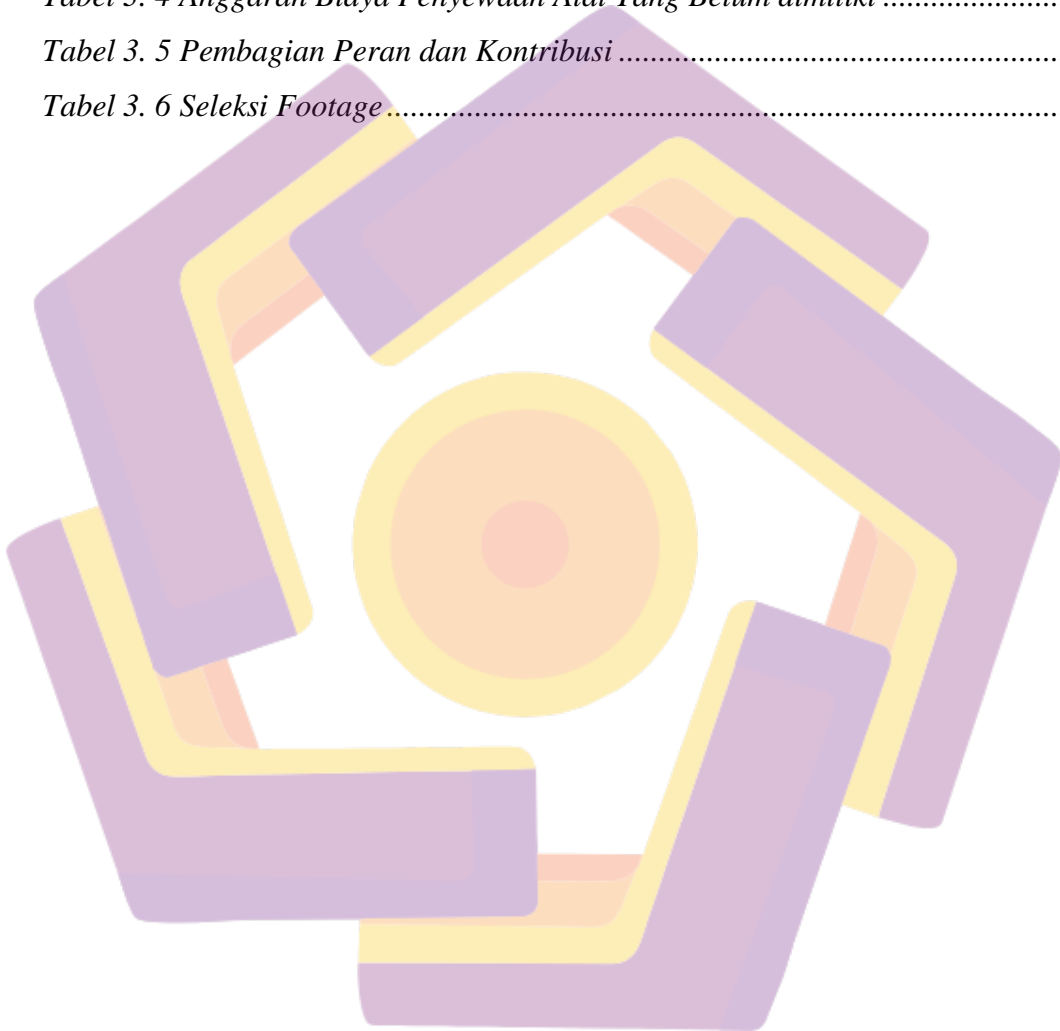 Tabel 3. 4 Anggaran Biaya Penyewaan Alat Yang Belum dimiliki ......................
Tabel 3. 5 Pembagian Peran dan Kontribusi .......................................................
Tabel 3. 6 Seleksi Footage ...................................................................................